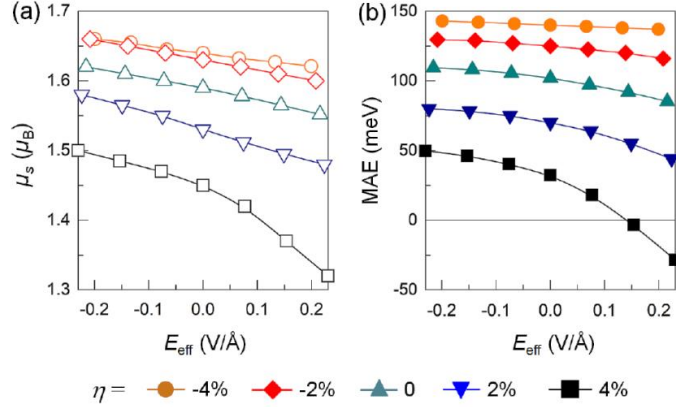 (a)
1.7
1.6
1.5
1.4
1.3
μs (μB)
-0.2 -0.1 0.0 0.1 0.2
Eeff (V/Å)
(b)
150
100
50
0
-50
MAE (meV)
-0.2 -0.1 0.0 0.1 0.2
Eeff (V/Å)
η = -4% -2% 0 2% 4%